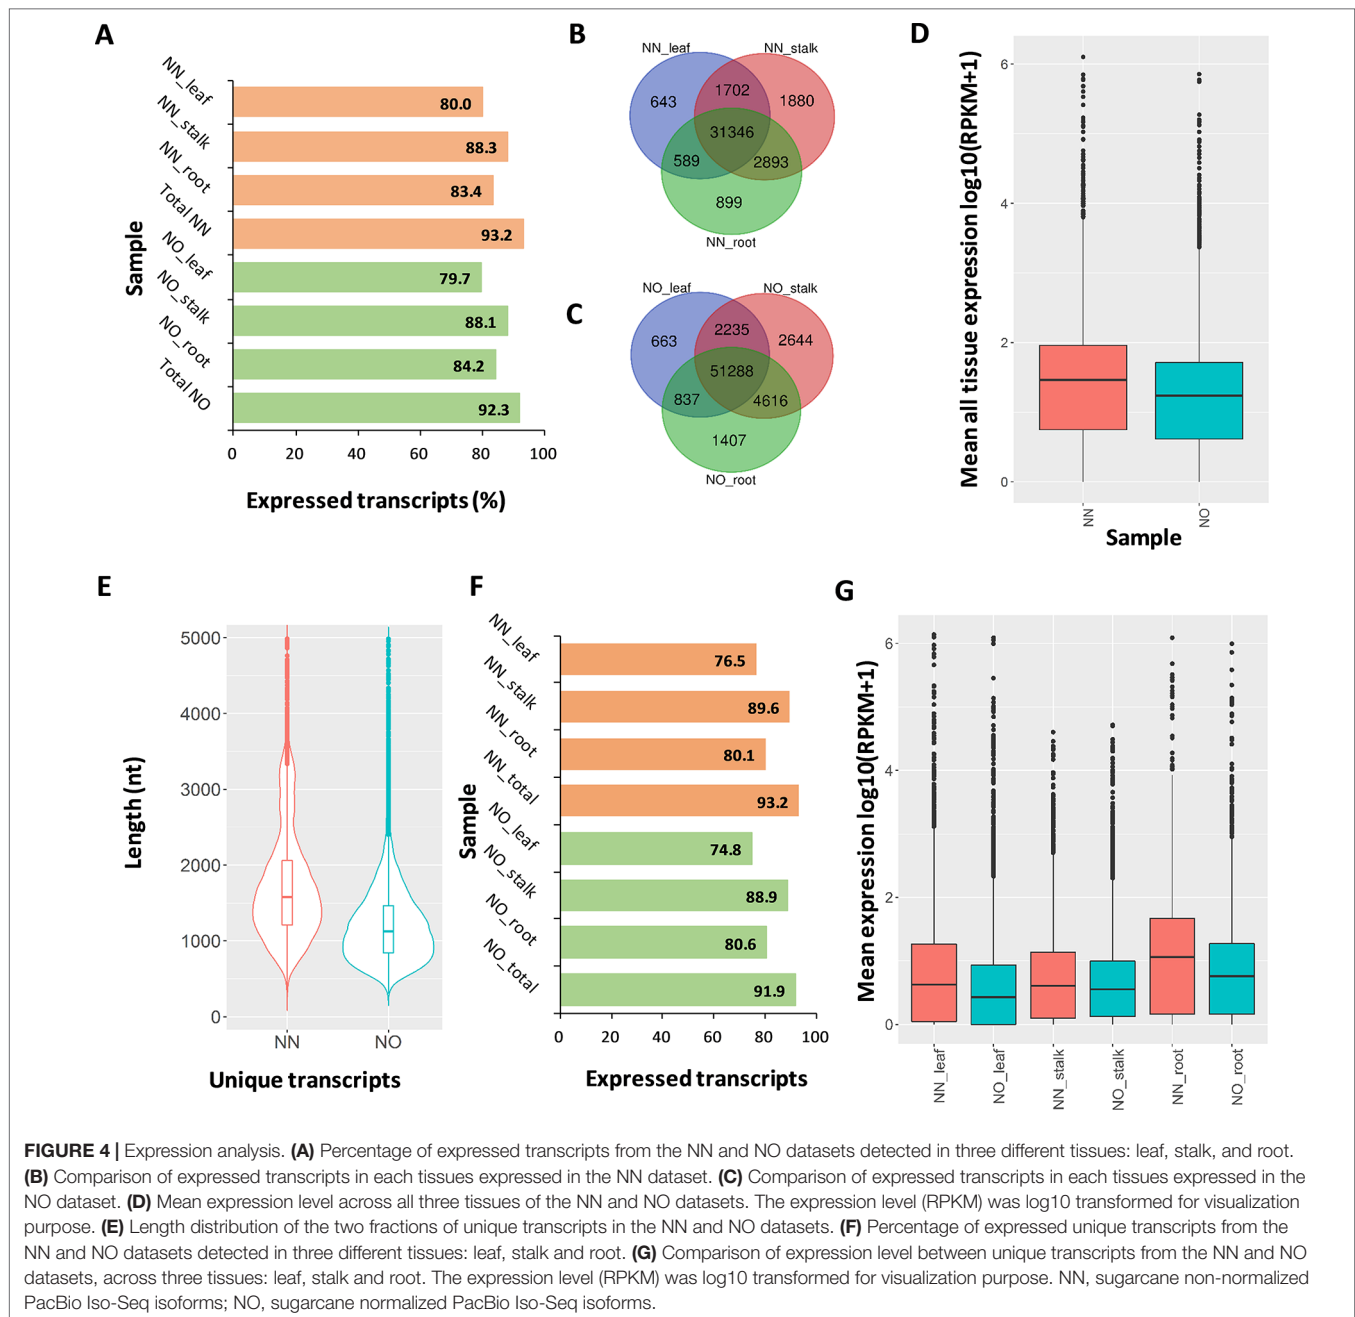 A
NN_leaf
NN_stalk
NN_root
Total NN
NO_leaf
NO_stalk
NO_root
Total NO
Sample
80.0
88.3
83.4
93.2
79.7
88.1
84.2
92.3
0 20 40 60 80 100
Expressed transcripts (%)
B
NN_leaf NN_stalk
643 1702 1880
31346
589 2893
899
NN_root
C
NO_leaf NO_stalk
663 2235 2644
51288
837 4616
1407
NO_root
D
Mean all tissue expression log10(RPKM+1)
6
4
2
0
NN NO
Sample
E
Length (nt)
5000
4000
3000
2000
1000
0
NN NO
Unique transcripts
F
NN_leaf
NN_stalk
NN_root
NN_total
NO_leaf
NO_stalk
NO_root
NO_total
Sample
76.5
89.6
80.1
93.2
74.8
88.9
80.6
91.9
0 20 40 60 80 100
Expressed transcripts
G
Mean expression log10(RPKM+1)
6
4
2
0
NN_leaf NO_leaf NN_stalk NO_stalk NN_root NO_root
FIGURE 4 | Expression analysis. (A) Percentage of expressed transcripts from the NN and NO datasets detected in three different tissues: leaf, stalk, and root.
(B) Comparison of expressed transcripts in each tissues expressed in the NN dataset. (C) Comparison of expressed transcripts in each tissues expressed in the
NO dataset. (D) Mean expression level across all three tissues of the NN and NO datasets. The expression level (RPKM) was log10 transformed for visualization
purpose. (E) Length distribution of the two fractions of unique transcripts in the NN and NO datasets. (F) Percentage of expressed unique transcripts from the
NN and NO datasets detected in three different tissues: leaf, stalk and root. (G) Comparison of expression level between unique transcripts from the NN and NO
datasets, across three tissues: leaf, stalk and root. The expression level (RPKM) was log10 transformed for visualization purpose. NN, sugarcane non-normalized
PacBio Iso-Seq isoforms; NO, sugarcane normalized PacBio Iso-Seq isoforms.